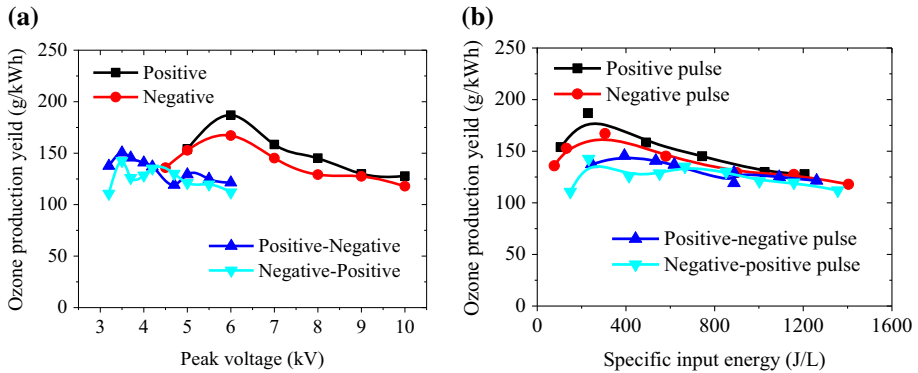 (a)
Ozone production yeild (g/kWh)
250
200
150
100
50
0
Positive
Negative
Positive-Negative
Negative-Positive
3 4 5 6 7 8 9 10
Peak voltage (kV)
(b)
Ozone production yeild (g/kWh)
250
200
150
100
50
0
Positive pulse
Negative pulse
Positive-negative pulse
Negative-positive pulse
0 400 800 1200 1600
Specific input energy (J/L)